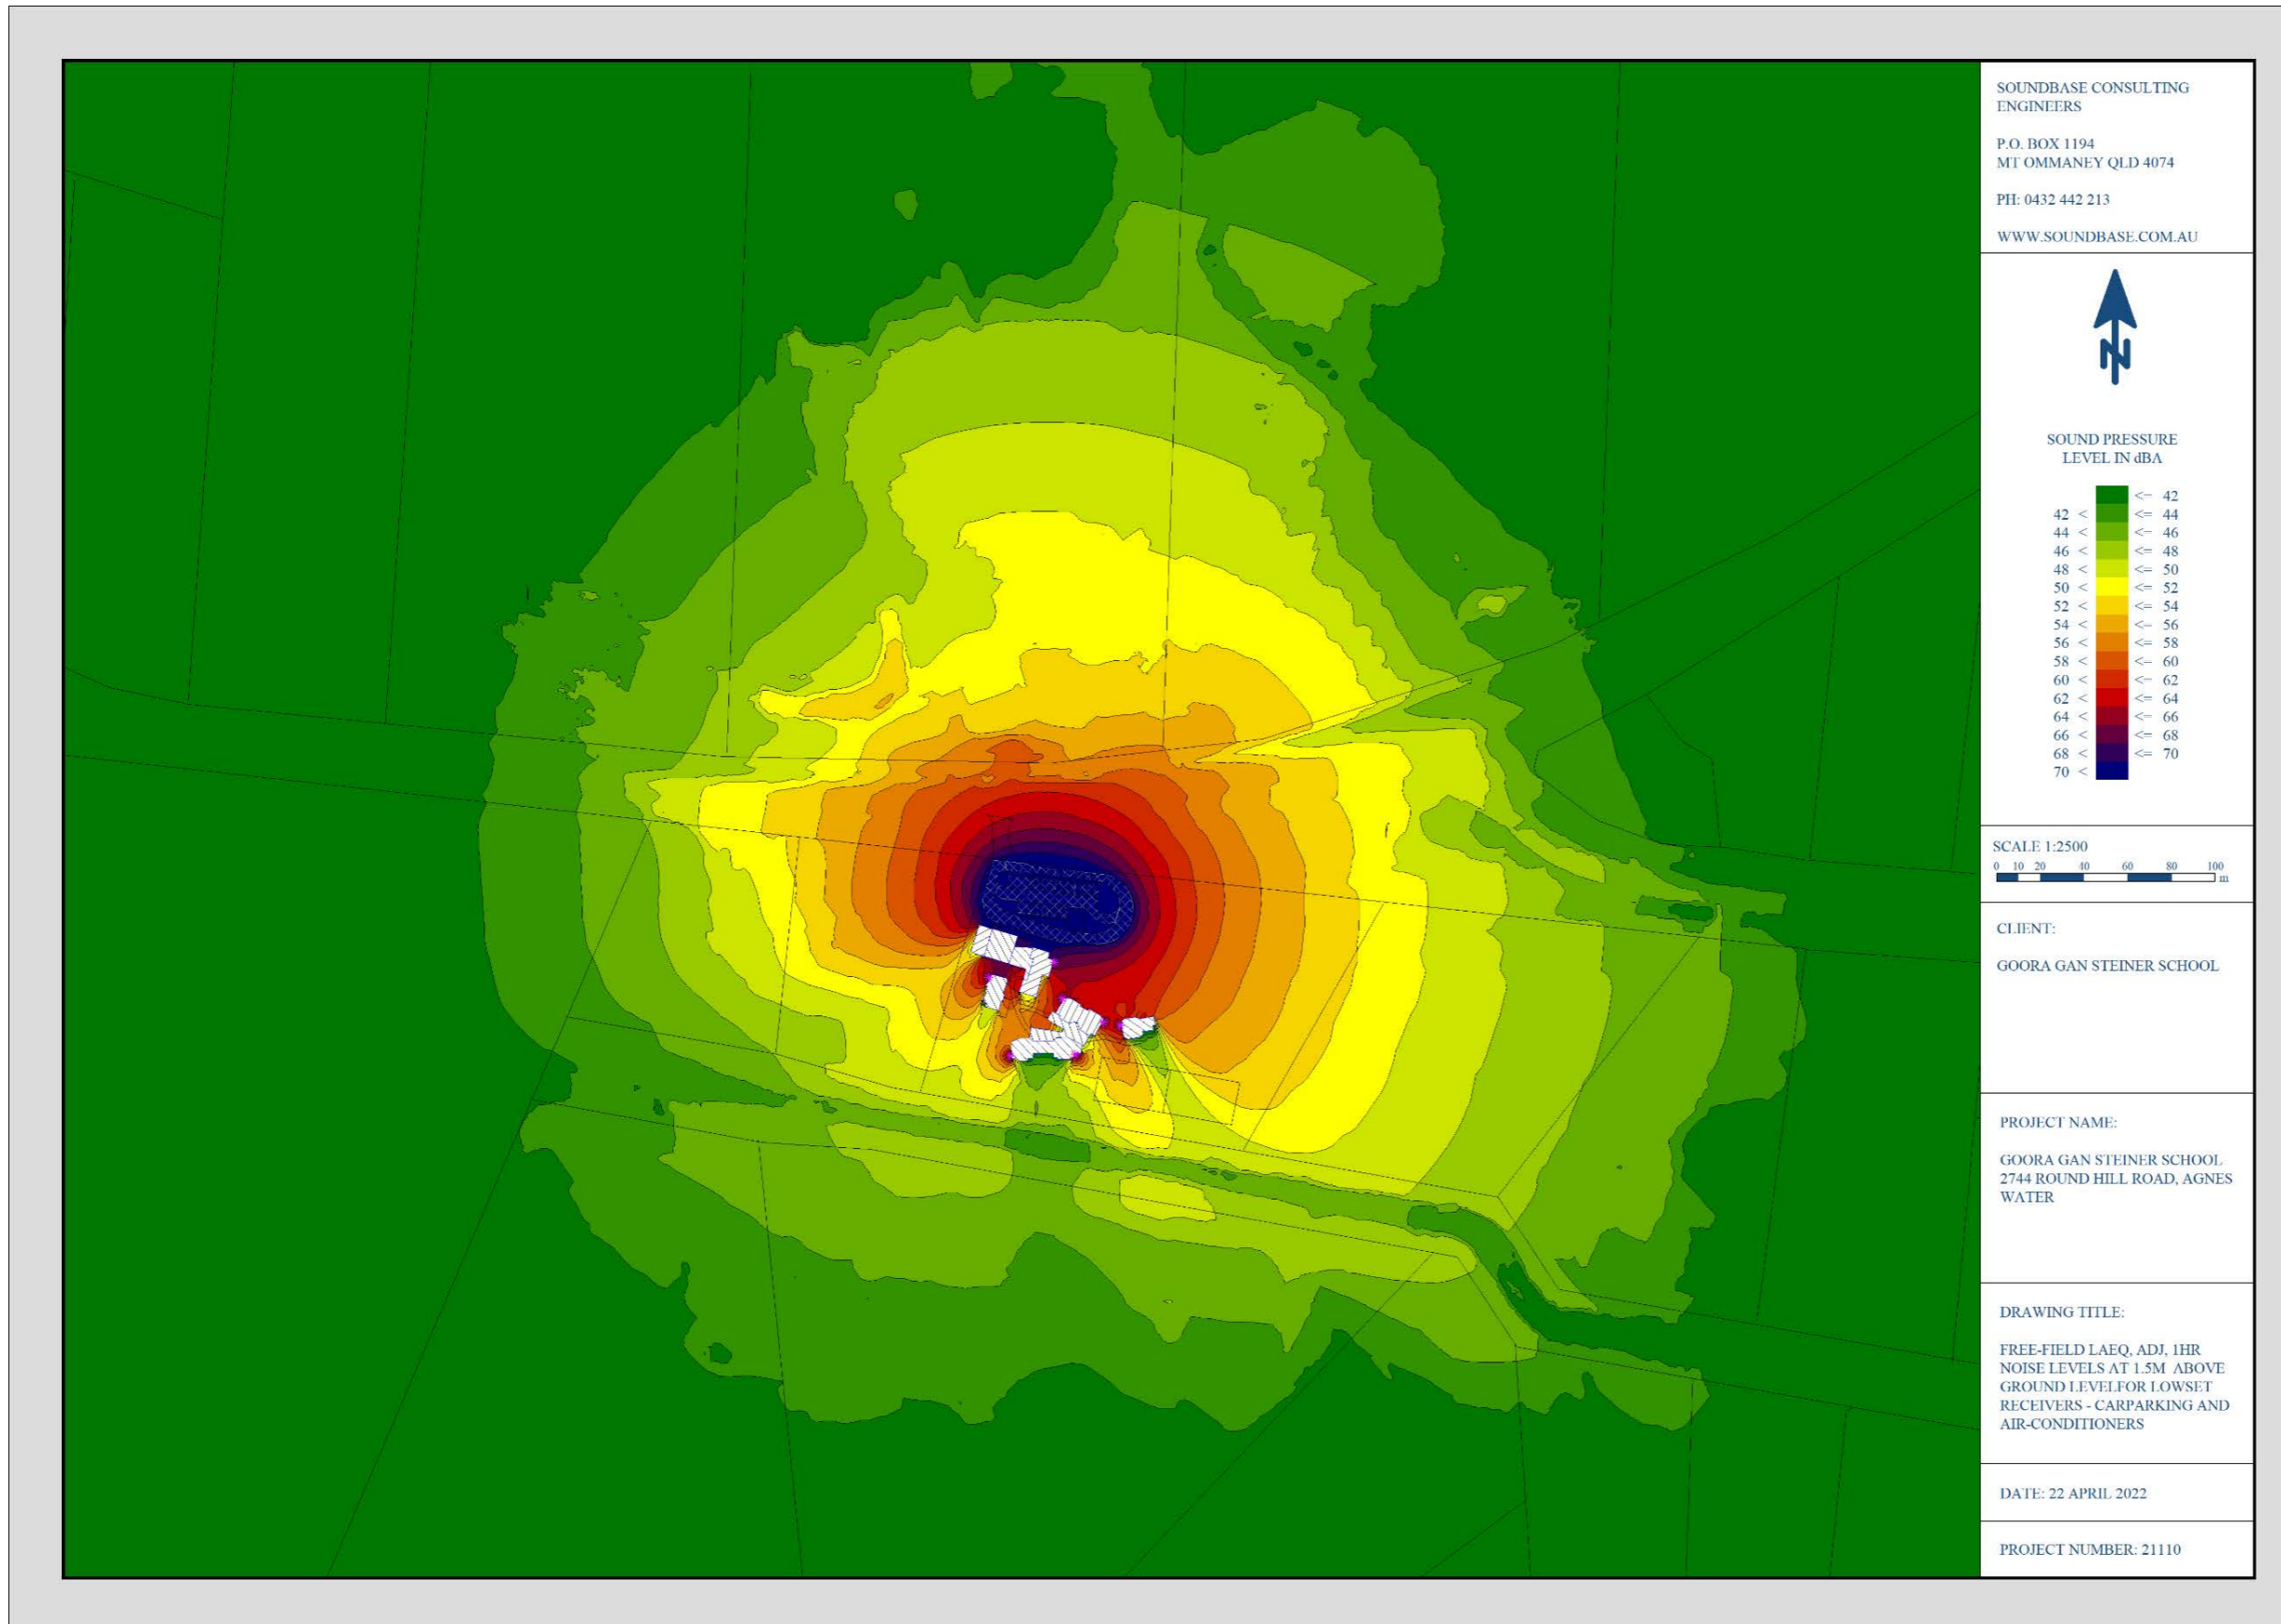 SOUNDBASE CONSULTING
ENGINEERS
P.O. BOX 1194
MT OMMANEY QLD 4074
PH: 0432 442 213
WWW.SOUNDBASE.COM.AU
N
SOUND PRESSURE
LEVEL IN dBA
<= 42
42 < <= 44
44 < <= 46
46 < <= 48
48 < <= 50
50 < <= 52
52 < <= 54
54 < <= 56
56 < <= 58
58 < <= 60
60 < <= 62
62 < <= 64
64 < <= 66
66 < <= 68
68 < <= 70
70 <
SCALE 1:2500
0 10 20 40 60 80 100
m
CLIENT:
GOORA GAN STEINER SCHOOL
PROJECT NAME:
GOORA GAN STEINER SCHOOL
2744 ROUND HILL ROAD, AGNES
WATER
DRAWING TITLE:
FREE-FIELD LAEQ, ADJ, 1HR
NOISE LEVELS AT 1.5M ABOVE
GROUND LEVELFOR LOWSET
RECEIVERS - CARPARKING AND
AIR-CONDITIONERS
DATE: 22 APRIL 2022
PROJECT NUMBER: 21110